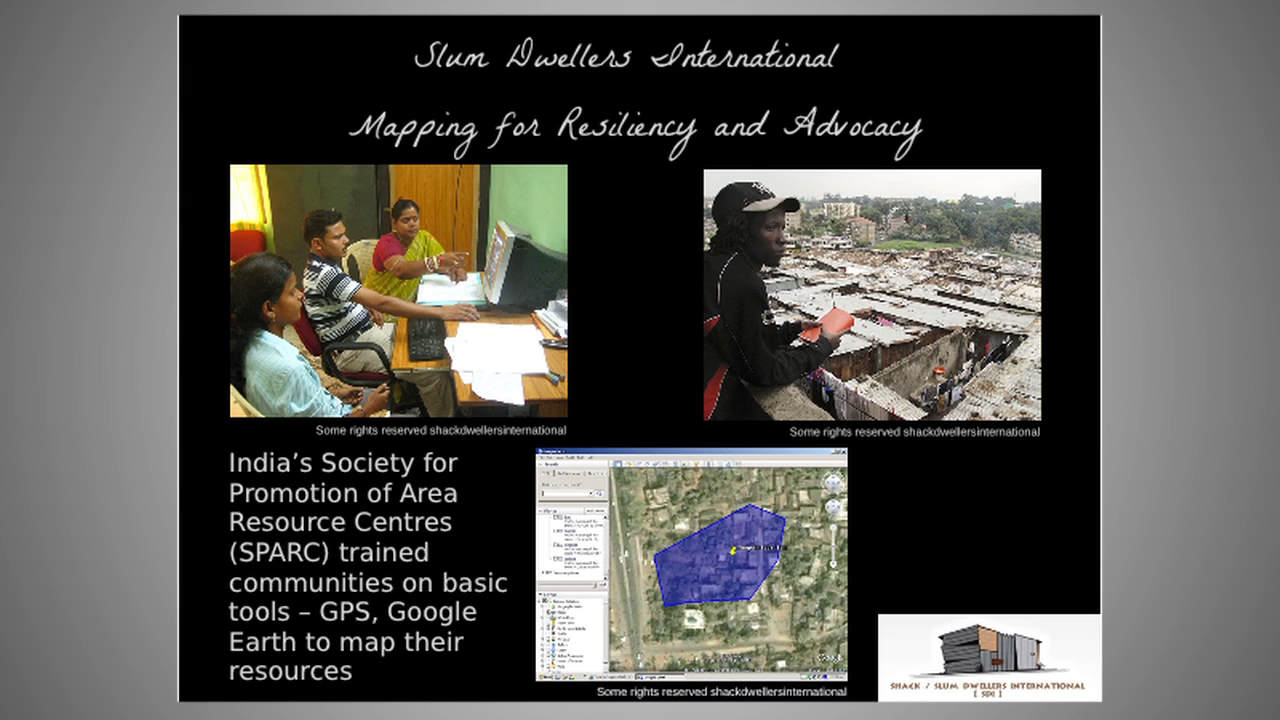 Slum Dwellers International
Mapping for Resiliency and Advocacy
Some rights reserved shackdwellersinternational
Some rights reserved shackdwellersinternational
India’s Society for
Promotion of Area
Resource Centres
(SPARC) trained
communities on basic
tools – GPS, Google
Earth to map their
resources
Some rights reserved shackdwellersinternational
SHACK / SLUM DWELLERS INTERNATIONAL
[ SDI ]